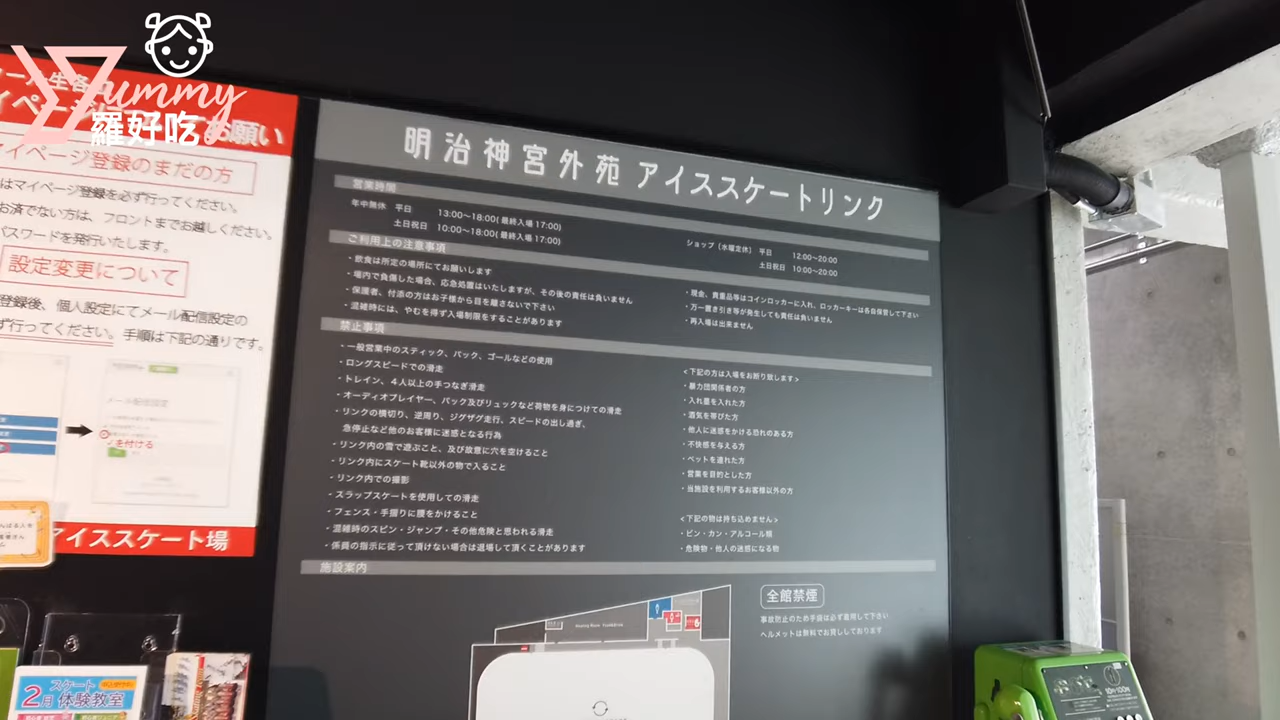 Yummy
羅好吃
お願い
マイページ登録のまだの方
はマイページ登録を必ず行ってください。
お済でない方は、フロントまでお越しください。
パスワードを発行いたします。
設定変更について
登録後、個人設定にてメール配信設定の
ず行ってください。手順は下記の通りです。
メール配信設定
✓を付ける
アイススケート場
スケート
2月 体験教室
明治神宮外苑 アイススケートリンク
営業時間
年中無休 平日 13:00〜18:00(最終入場 17:00)
土日祝日 10:00〜18:00(最終入場 17:00)
ショップ(水曜定休) 平日 12:00〜20:00
土日祝日 10:00〜20:00
ご利用上の注意事項
・飲食は所定の場所にてお願いします
・場内で負傷した場合、応急処置はいたしますが、その後の責任は負いません
・保護者、付添の方はお子様から目を離さないで下さい
・混雑時には、やむを得ず入場制限をすることがあります
・現金、貴重品等はコインロッカーに入れ、ロッカーキーは各自保管して下さい
・万一置き引き等が発生しても責任は負いません
・再入場は出来ません
禁止事項
・一般営業中のスティック、パック、ゴールなどの使用
・ロングスピードでの滑走
・トレイン、4人以上の手つなぎ滑走
・オーディオプレイヤー、バック及びリュックなど荷物を身につけての滑走
・リンクの横切り、逆周り、ジグザグ走行、スピードの出し過ぎ、
急停止など他のお客様に迷惑となる行為
・リンク内の雪で遊ぶこと、及び故意に穴を空けること
・リンク内にスケート靴以外の物で入ること
・リンク内での撮影
・スラップスケートを使用しての滑走
・フェンス・手摺りに腰をかけること
・混雑時のスピン・ジャンプ・その他危険と思われる滑走
・係員の指示に従って頂けない場合は退場して頂くことがあります
<下記の方は入場をお断り致します>
・暴力団関係者の方
・入れ墨を入れた方
・酒気を帯びた方
・他人に迷惑をかける恐れのある方
・不快感を与える方
・ペットを連れた方
・営業を目的とした方
・当施設を利用するお客様以外の方
<下記の物は持ち込めません>
・ビン・カン・アルコール類
・危険物・他人の迷惑になる物
施設案内
全館禁煙
事故防止のため手袋は必ず着用して下さい
ヘルメットは無料でお貸ししております